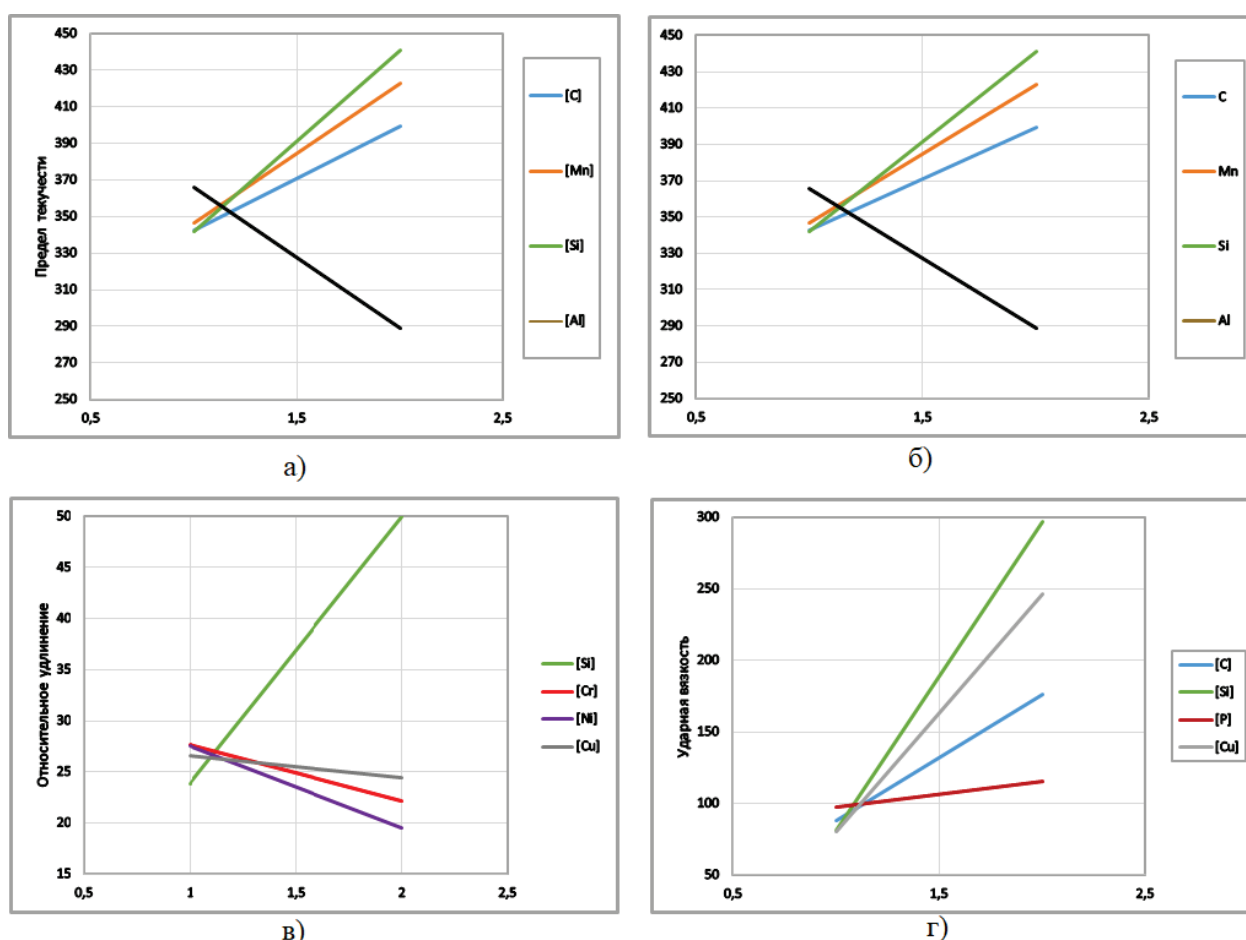 450
430
410
390
370
350
330
310
290
270
250
Предел текучести
0,5
1,5
2,5
[C]
[Mn]
[Si]
[Al]
а)
450
430
410
390
370
350
330
310
290
270
250
0,5
1,5
2,5
C
Mn
Si
Al
б)
50
45
40
35
30
25
20
15
Относительное удлинение
0,5
1
1,5
2
2,5
[Si]
[Cr]
[Ni]
[Cu]
в)
300
250
200
150
100
50
Ударная вязкость
0,5
1,5
2,5
[C]
[Si]
[P]
[Cu]
г)